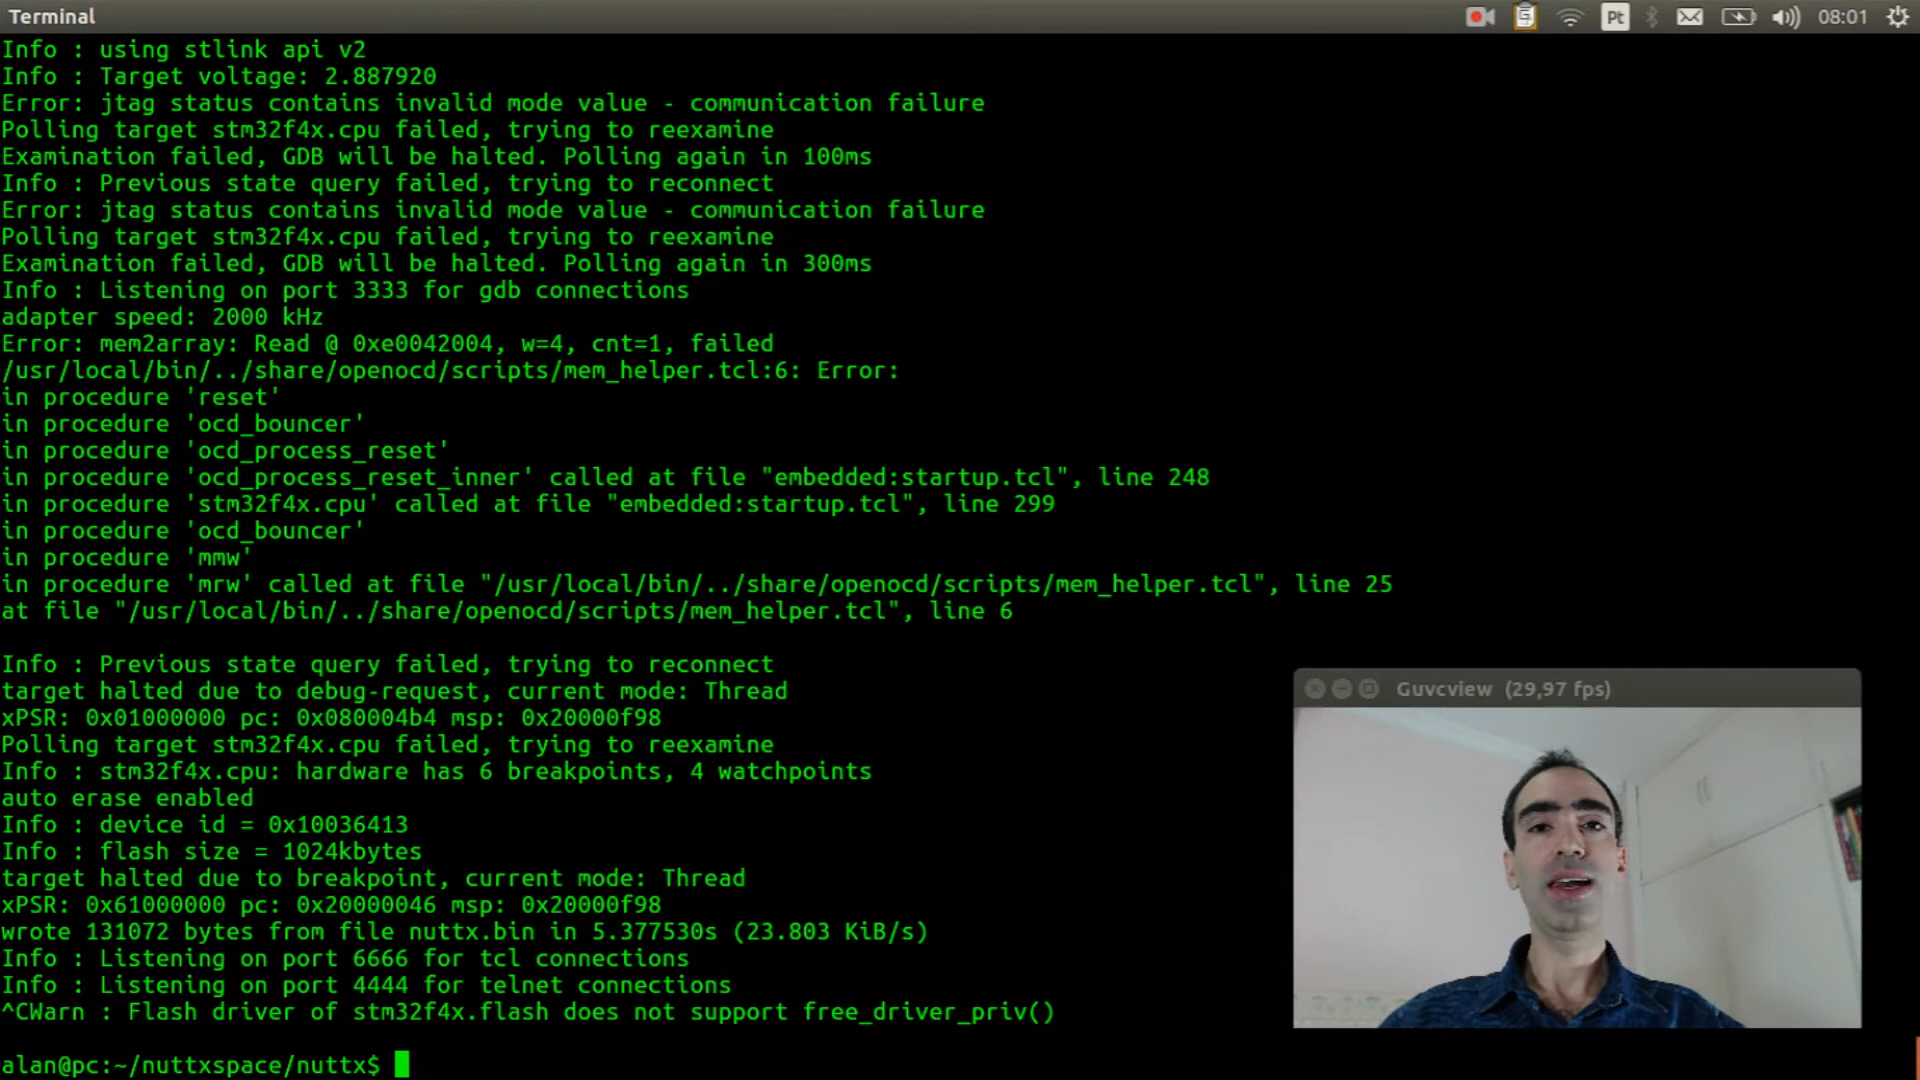 Terminal
Pt
08:01
Info : using stlink api v2
Info : Target voltage: 2.887920
Error: jtag status contains invalid mode value - communication failure
Polling target stm32f4x.cpu failed, trying to reexamine
Examination failed, GDB will be halted. Polling again in 100ms
Info : Previous state query failed, trying to reconnect
Error: jtag status contains invalid mode value - communication failure
Polling target stm32f4x.cpu failed, trying to reexamine
Examination failed, GDB will be halted. Polling again in 300ms
Info : Listening on port 3333 for gdb connections
adapter speed: 2000 kHz
Error: mem2array: Read @ 0xe0042004, w=4, cnt=1, failed
/usr/local/bin/../share/openocd/scripts/mem_helper.tcl:6: Error:
in procedure 'reset'
in procedure 'ocd_bouncer'
in procedure 'ocd_process_reset'
in procedure 'ocd_process_reset_inner' called at file "embedded:startup.tcl", line 248
in procedure 'stm32f4x.cpu' called at file "embedded:startup.tcl", line 299
in procedure 'ocd_bouncer'
in procedure 'mmw'
in procedure 'mrw' called at file "/usr/local/bin/../share/openocd/scripts/mem_helper.tcl", line 25
at file "/usr/local/bin/../share/openocd/scripts/mem_helper.tcl", line 6
Info : Previous state query failed, trying to reconnect
target halted due to debug-request, current mode: Thread
xPSR: 0x01000000 pc: 0x080004b4 msp: 0x20000f98
Polling target stm32f4x.cpu failed, trying to reexamine
Info : stm32f4x.cpu: hardware has 6 breakpoints, 4 watchpoints
auto erase enabled
Info : device id = 0x10036413
Info : flash size = 1024kbytes
target halted due to breakpoint, current mode: Thread
xPSR: 0x61000000 pc: 0x20000046 msp: 0x20000f98
wrote 131072 bytes from file nuttx.bin in 5.377530s (23.803 KiB/s)
Info : Listening on port 6666 for tcl connections
Info : Listening on port 4444 for telnet connections
^CWarn : Flash driver of stm32f4x.flash does not support free_driver_priv()
alan@pc:~/nuttxspace/nuttx$
Guvcview (29,97 fps)